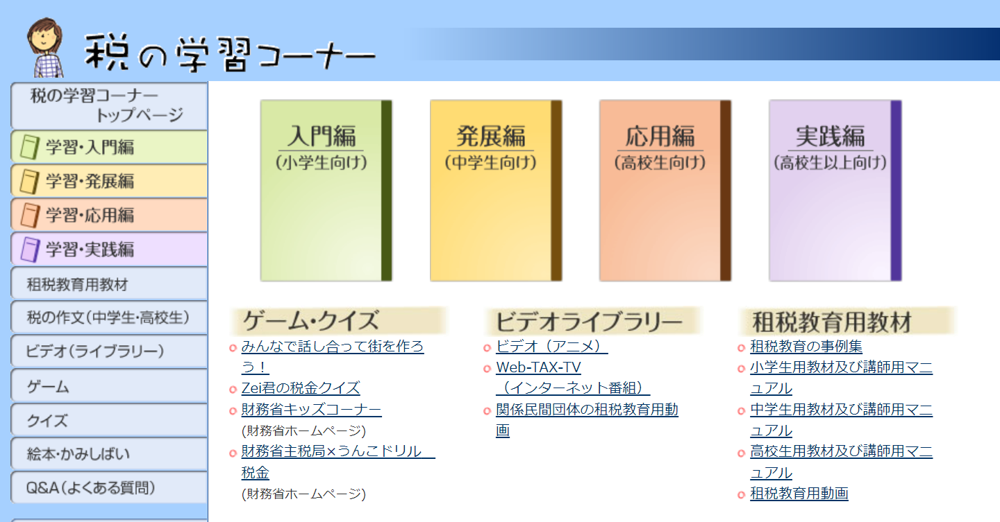 税の学習コーナー
税の学習コーナー
トップページ
学習・入門編
学習・発展編
学習・応用編
学習・実践編
租税教育用教材
税の作文（中学生・高校生）
ビデオ（ライブラリー）
ゲーム
クイズ
絵本・かみしばい
Q&A（よくある質問）
入門編
（小学生向け）
発展編
（中学生向け）
応用編
（高校生向け）
実践編
（高校生以上向け）
ゲーム・クイズ
みんなで話し合って街を作ろ
う！
Zei君の税金クイズ
財務省キッズコーナー
(財務省ホームページ)
財務省主税局×うんこドリル
税金
(財務省ホームページ)
ビデオライブラリー
ビデオ（アニメ）
Web-TAX-TV
（インターネット番組）
関係民間団体の租税教育用動
画
租税教育用教材
租税教育の事例集
小学生用教材及び講師用マニ
ュアル
中学生用教材及び講師用マニ
ュアル
高校生用教材及び講師用マニ
ュアル
租税教育用動画